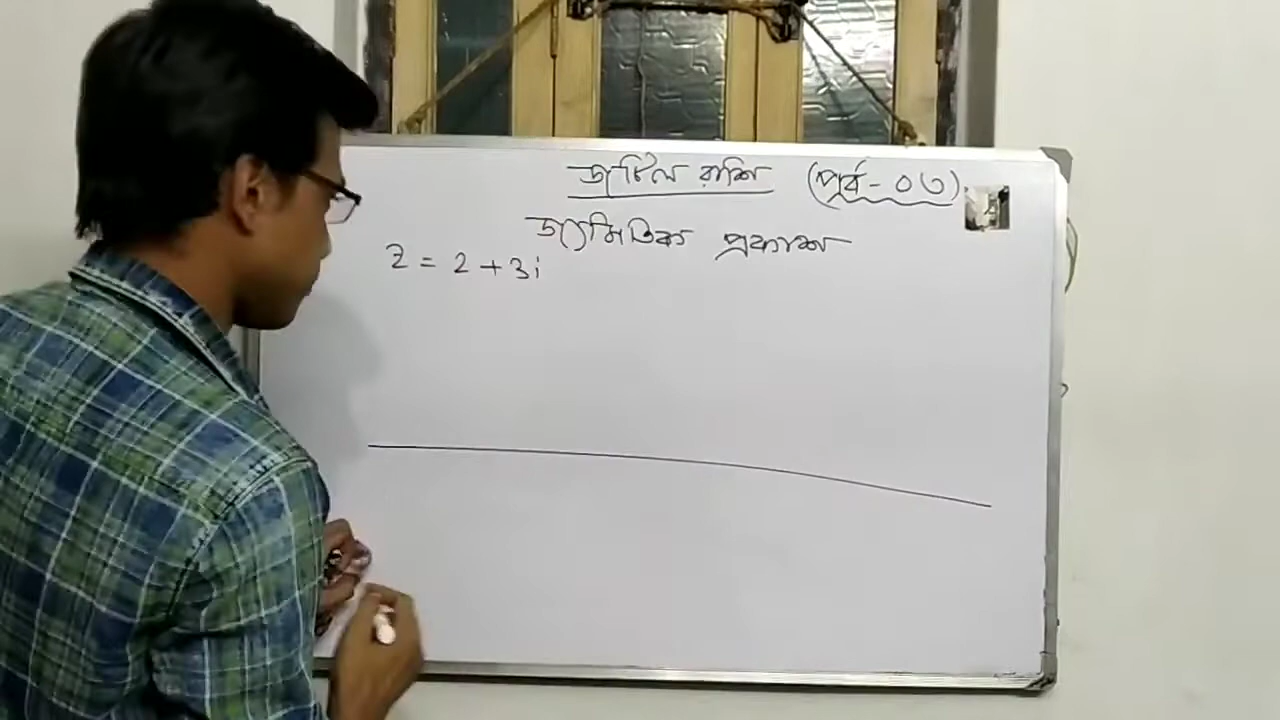 জটিল রাশি (পর্ব - ০৩)
জ্যামিতিক প্রকাশ
z = 2 + 3i